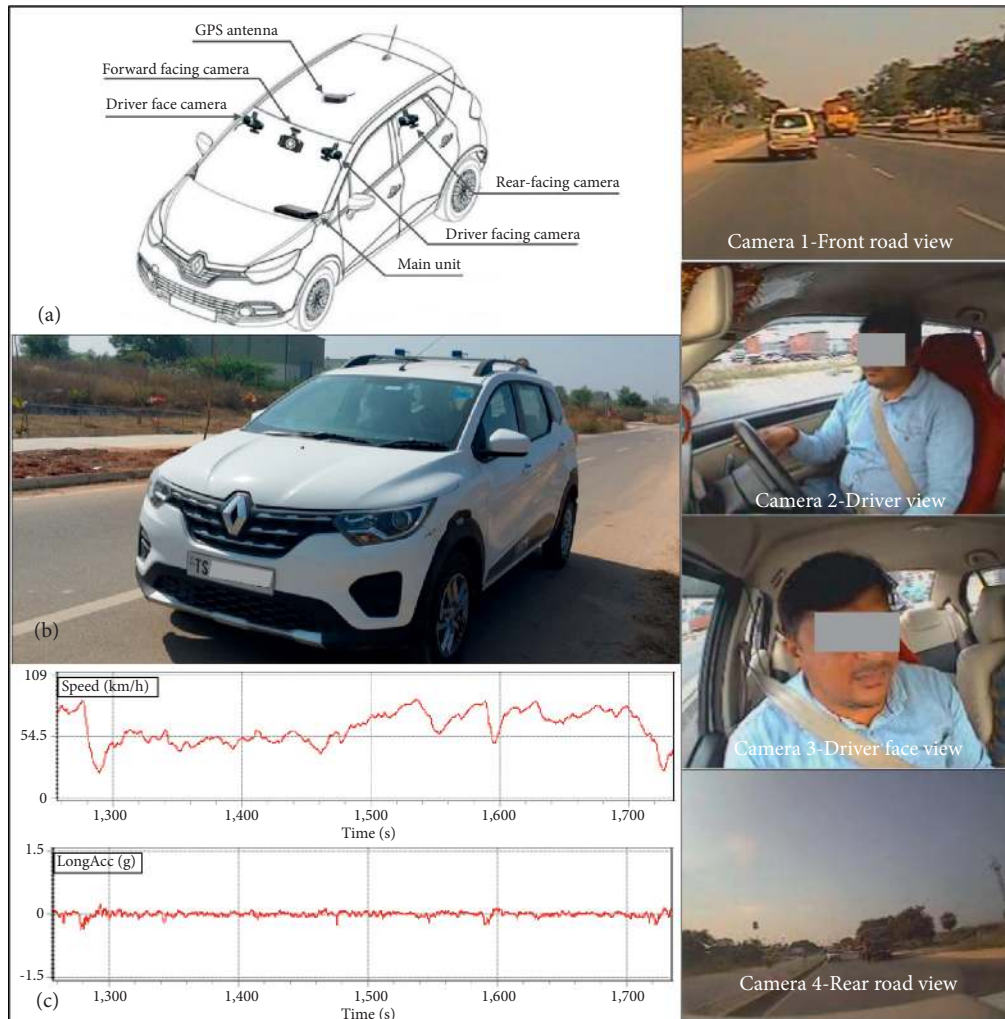 GPS antenna
Forward facing camera
Driver face camera
Rear-facing camera
Driver facing camera
Main unit
(a)
TS
(b)
109
Speed (km/h)
54.5
0
1,300
1,400
1,500
1,600
1,700
Time (s)
1.5
LongAcc (g)
0
-1.5
1,300
1,400
1,500
1,600
1,700
Time (s)
(c)
Camera 1-Front road view
Camera 2-Driver view
Camera 3-Driver face view
Camera 4-Rear road view